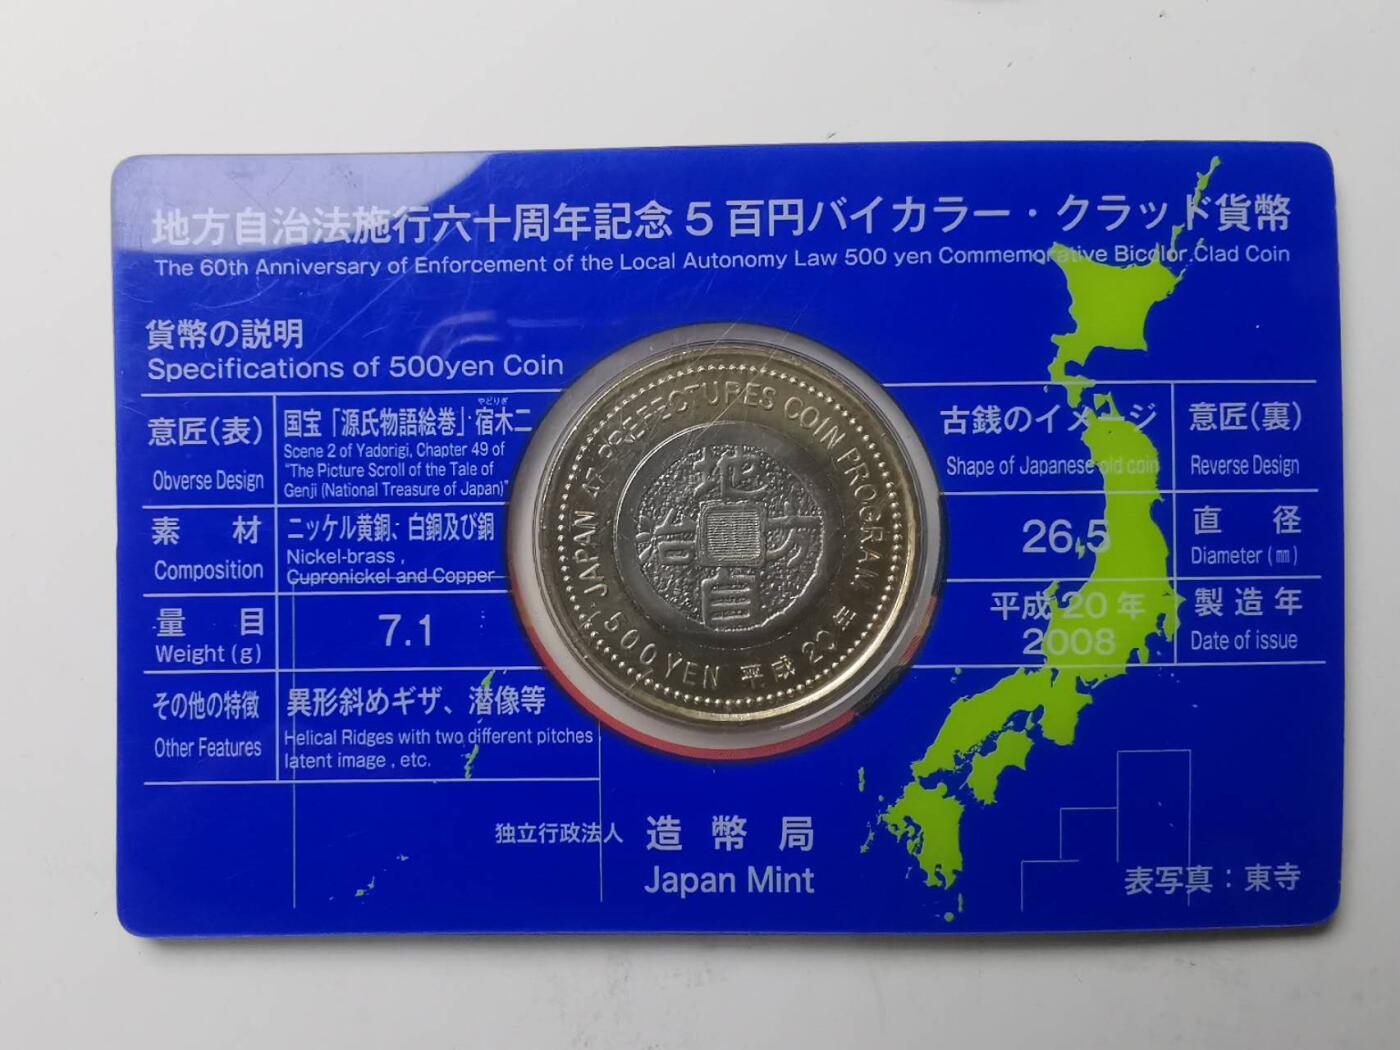 地方自治法施行六十周年記念5百円バイカラー・クラッド貨幣
The 60th Anniversary of Enforcement of the Local Autonomy Law 500 yen Commemorative Bicolor Clad Coin
貨幣の説明
Specifications of 500yen Coin
意匠(表)
Obverse Design
やどりぎ
国宝「源氏物語絵巻」宿木二
Scene 2 of Yadorigi, Chapter 49 of
"The Picture Scroll of the Tale of
Genji (National Treasure of Japan)"
古銭のイメージ
Shape of Japanese old coin
意匠(裏)
Reverse Design
素材
Composition
ニッケル黄銅、白銅及び銅
Nickel-brass ,
Cupronickel and Copper
26.5
直径
Diameter (㎜)
量目
Weight (g)
7.1
平成20年
2008
製造年
Date of issue
その他の特徴
Other Features
異形斜めギザ、潜像等
Helical Ridges with two different pitches
latent image , etc.
JAPAN 47 PREFECTURES COIN PROGRAM
地方自治
500 YEN 平成20年
独立行政法人 造幣局
Japan Mint
表写真:東寺